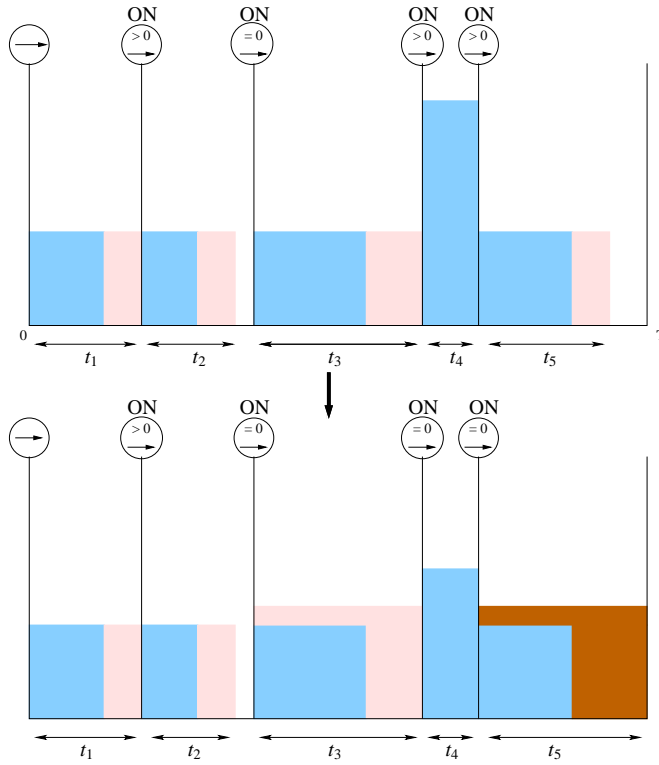 ON ON ON ON
> 0 = 0 > 0 > 0
0
t1 t2 t3 t4 t5
ON ON ON ON
> 0 = 0 = 0 = 0
t1 t2 t3 t4 t5